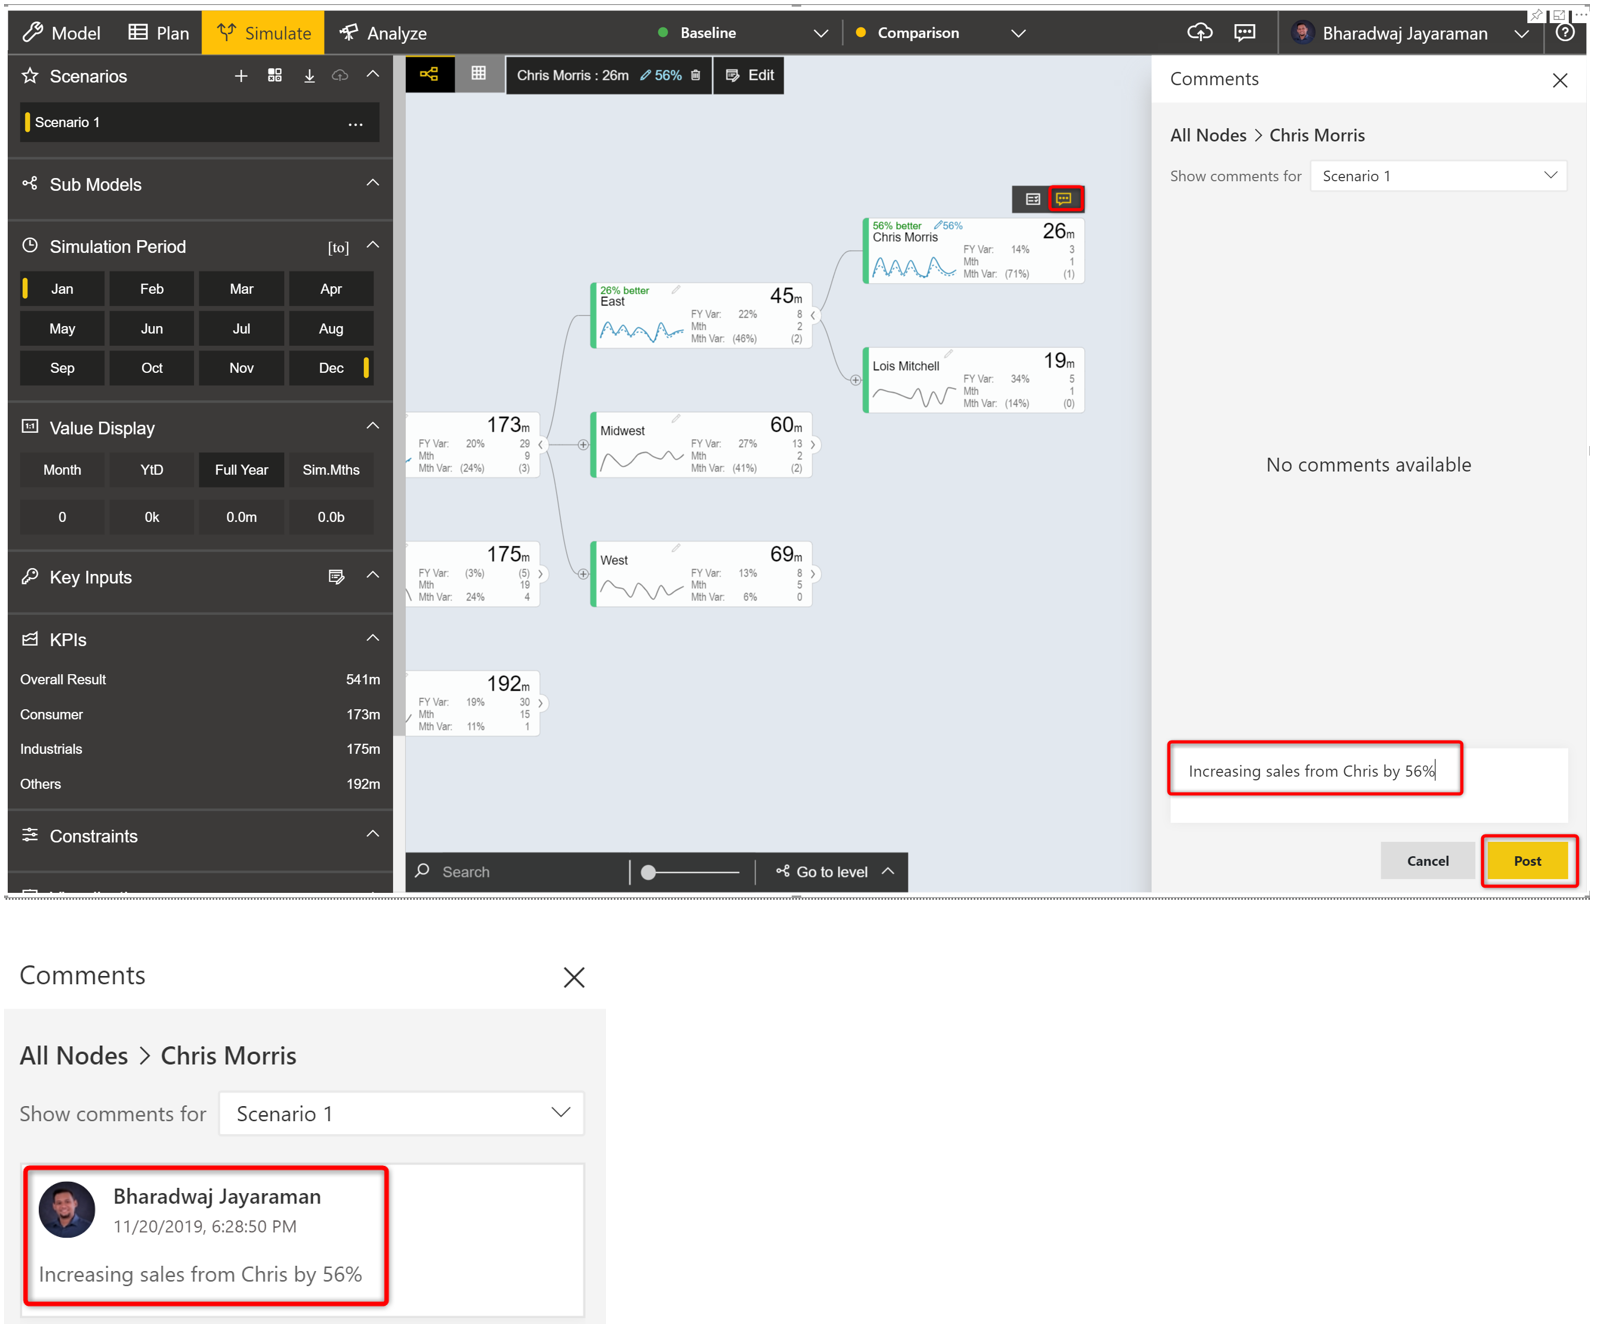 Model Plan Simulate Analyze Baseline Comparison Bharadwaj Jayaraman
Scenarios
Scenario 1 ...
Sub Models
Simulation Period [to]
Jan Feb Mar Apr
May Jun Jul Aug
Sep Oct Nov Dec
Value Display
Month YtD Full Year Sim.Mths
0 0k 0.0m 0.0b
Key Inputs
KPIs
Overall Result 541m
Consumer 173m
Industrials 175m
Others 192m
Constraints
Chris Morris : 26m 56% Edit
56% better 56%
Chris Morris 26m
FY Var: 14% 3
Mth 1
Mth Var: (71%) (1)
26% better
East 45m
FY Var: 22% 8
Mth 2
Mth Var: (46%) (2)
Lois Mitchell 19m
FY Var: 34% 5
Mth 1
Mth Var: (14%) (0)
173m
FY Var: 20% 29
Mth 9
Mth Var: (24%) (3)
Midwest 60m
FY Var: 27% 13
Mth 2
Mth Var: (41%) (2)
175m
FY Var: (3%) (5)
Mth 19
Mth Var: 24% 4
West 69m
FY Var: 13% 8
Mth 5
Mth Var: 6% 0
192m
FY Var: 19% 30
Mth 15
Mth Var: 11% 1
Search Go to level
Comments
All Nodes > Chris Morris
Show comments for Scenario 1
No comments available
Increasing sales from Chris by 56%
Cancel Post
Comments
All Nodes > Chris Morris
Show comments for Scenario 1
Bharadwaj Jayaraman
11/20/2019, 6:28:50 PM
Increasing sales from Chris by 56%